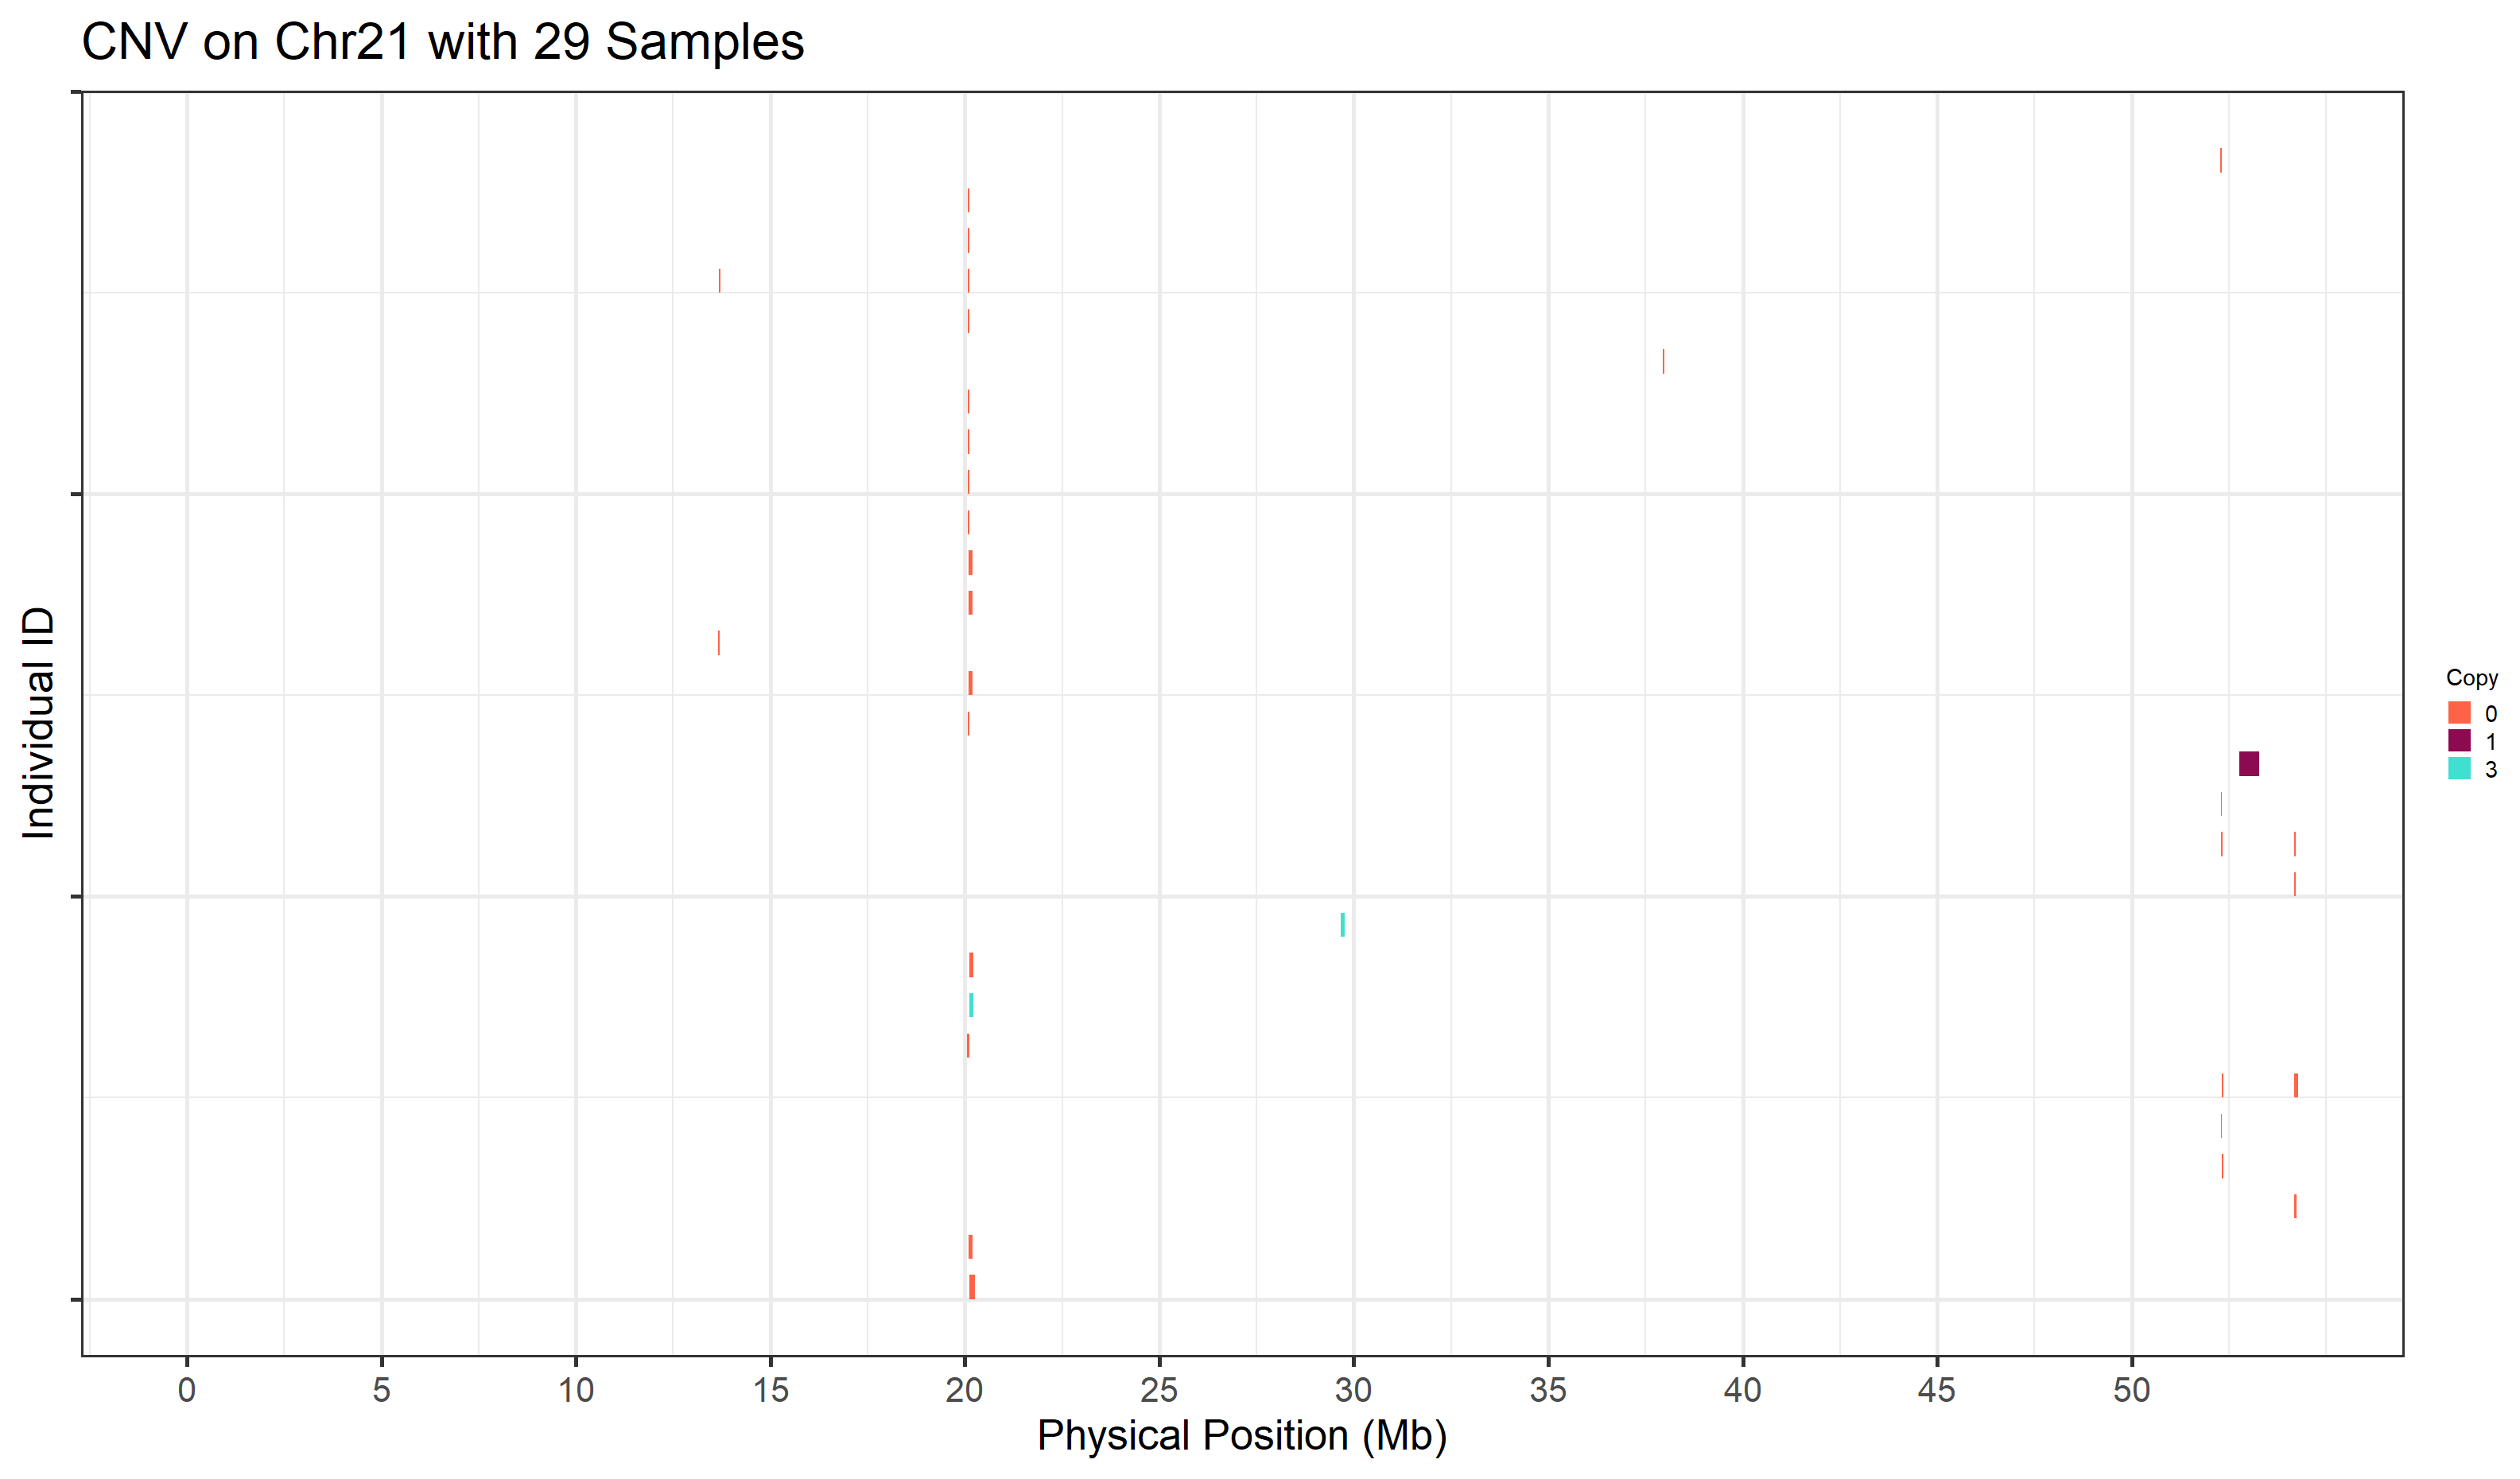 CNV on Chr21 with 29 Samples
Individual ID
Copy
0
1
3
0 5 10 15 20 25 30 35 40 45 50
Physical Position (Mb)